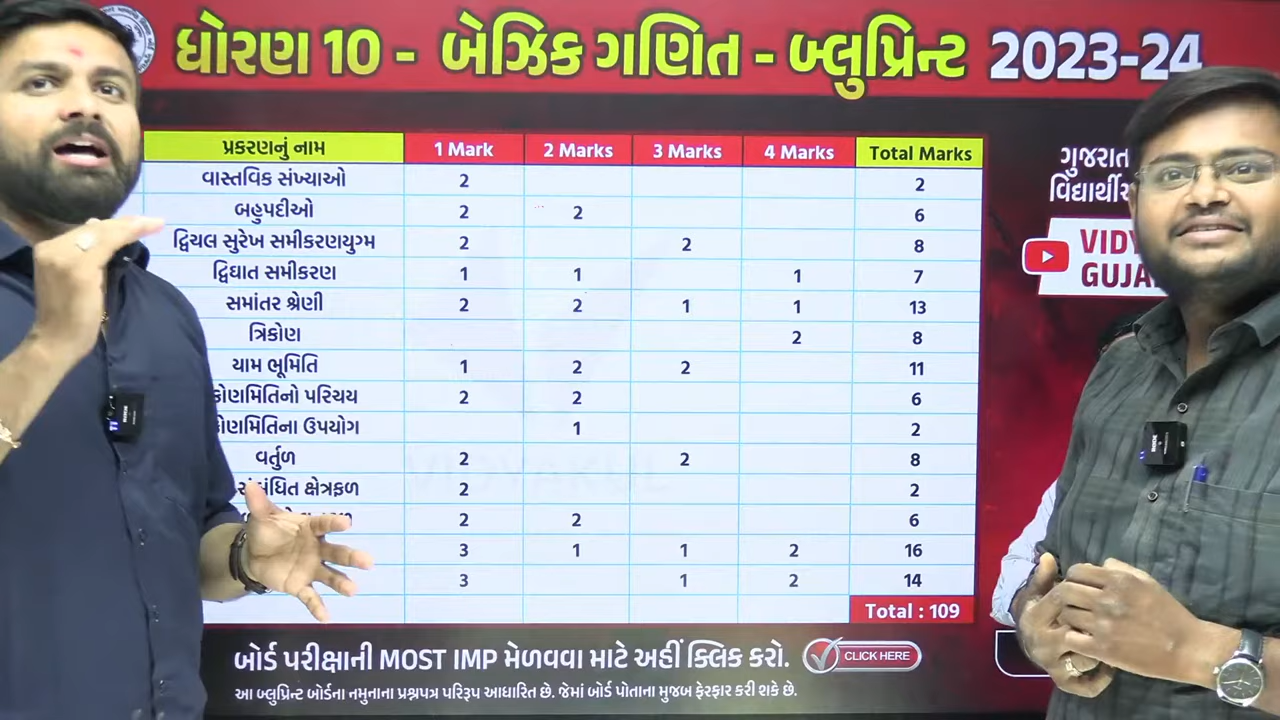 ધોરણ 10 - બેઝિક ગણિત - બ્લુપ્રિન્ટ 2023-24
પ્રકરણનું નામ 1 Mark 2 Marks 3 Marks 4 Marks Total Marks
વાસ્તવિક સંખ્યાઓ 2 2
બહુપદીઓ 2 2 6
દ્વિચલ સુરેખ સમીકરણયુગ્મ 2 2 8
દ્વિઘાત સમીકરણ 1 1 1 7
સમાંતર શ્રેણી 2 2 1 1 13
ત્રિકોણ 2 8
યામ ભૂમિતિ 1 2 2 11
કોણમિતિનો પરિચય 2 2 6
કોણમિતિના ઉપયોગ 1 2
વર્તુળ 2 2 8
સંબંધિત ક્ષેત્રફળ 2 2
2 2 6
3 1 1 2 16
3 1 2 14
Total : 109
ગુજરાત
VIDYAKUL
બોર્ડ પરીક્ષાની MOST IMP મેળવવા માટે અહીં ક્લિક કરો. CLICK HERE
આ બ્લુપ્રિન્ટ બોર્ડના નમુનાના પ્રશ્નપત્ર પરિરૂપ આધારિત છે. જેમાં બોર્ડ પોતાના મુજબ ફેરફાર કરી શકે છે.